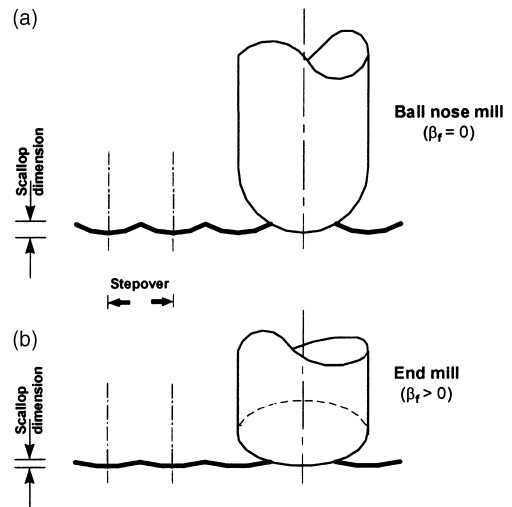 (a)
Ball nose mill
(βf = 0)
Scallop
dimension
Stepover
(b)
End mill
(βf > 0)
Scallop
dimension